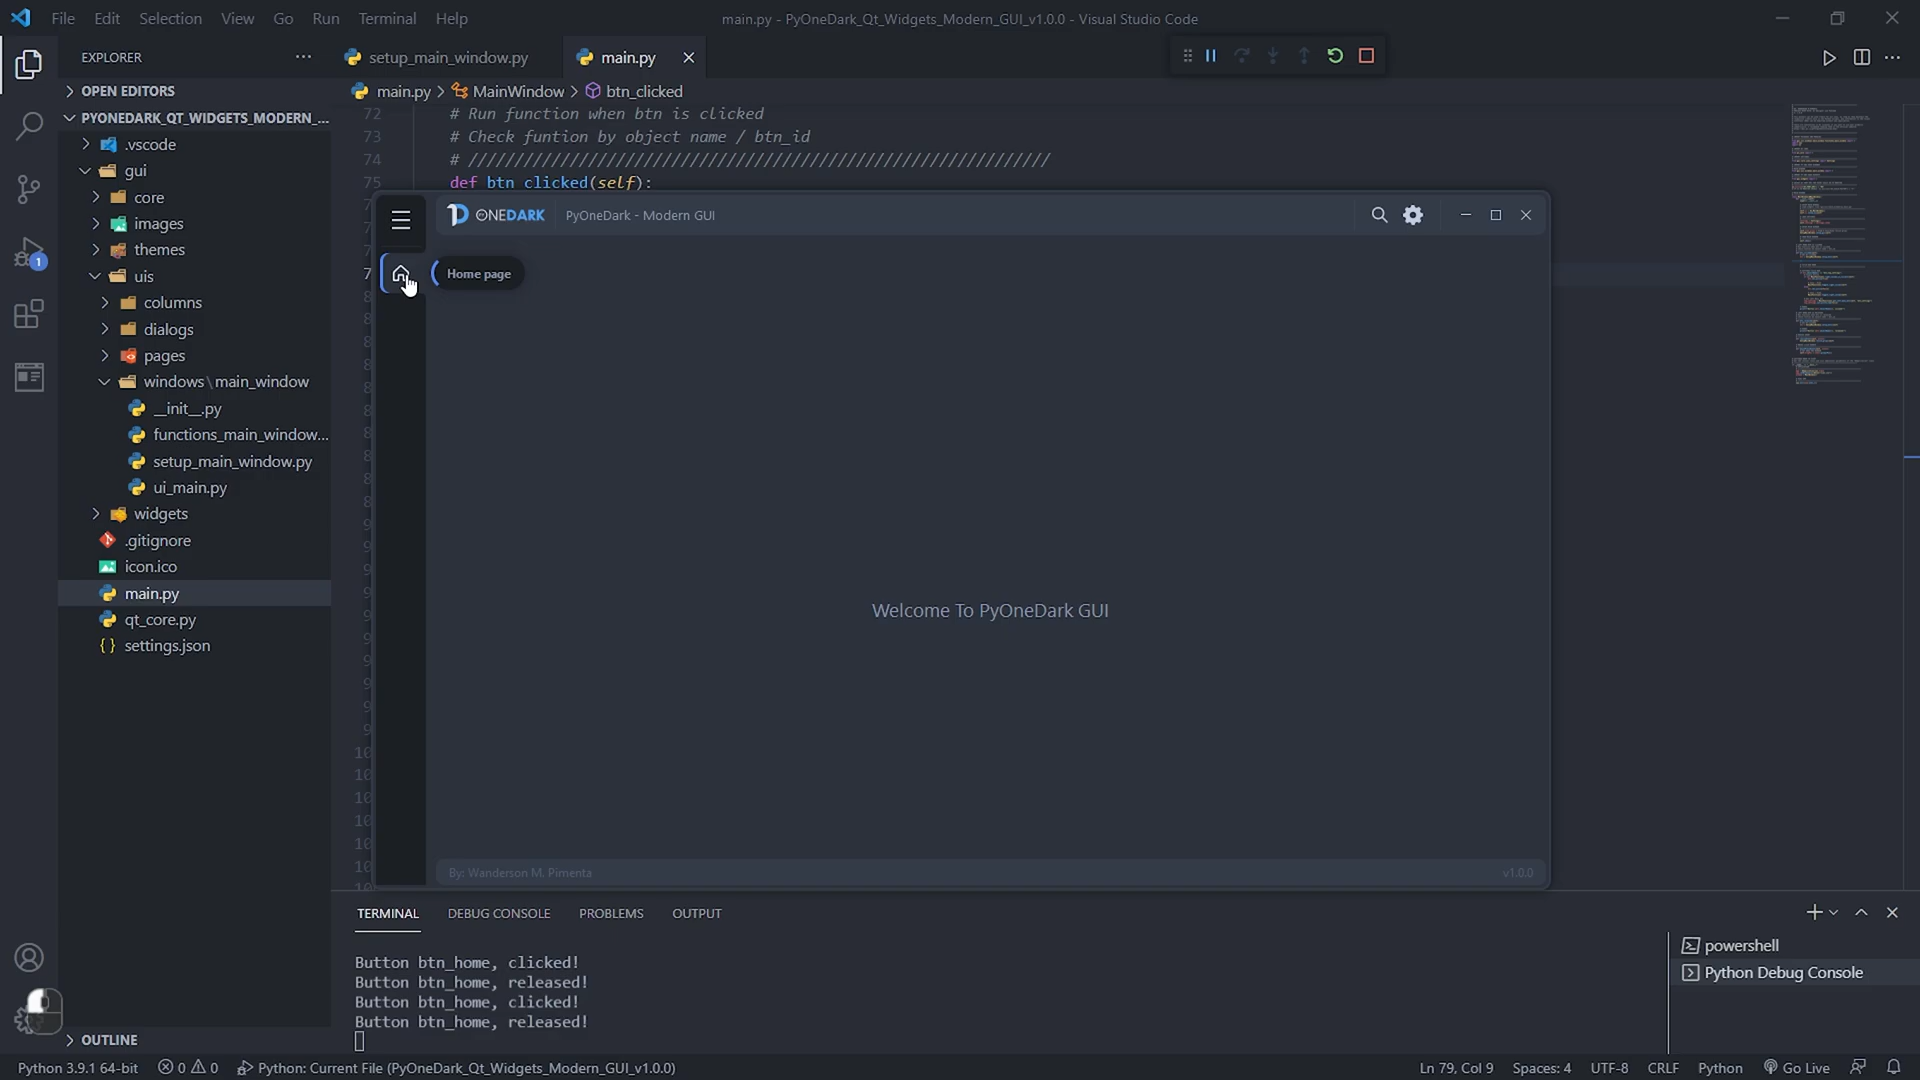 File Edit Selection View Go Run Terminal Help
main.py - PyOneDark_Qt_Widgets_Modern_GUI_v1.0.0 - Visual Studio Code
EXPLORER
OPEN EDITORS
PYONEDARK_QT_WIDGETS_MODERN_...
.vscode
gui
core
images
themes
uis
columns
dialogs
pages
windows\main_window
__init__.py
functions_main_window...
setup_main_window.py
ui_main.py
widgets
.gitignore
icon.ico
main.py
qt_core.py
settings.json
OUTLINE
1
setup_main_window.py main.py
main.py > MainWindow > btn_clicked
72 # Run function when btn is clicked
73 # Check funtion by object name / btn_id
74 # ///////////////////////////////////////////////////////////////
75 def btn_clicked(self):
ONEDARK PyOneDark - Modern GUI
Home page
Welcome To PyOneDark GUI
By: Wanderson M. Pimenta v1.0.0
TERMINAL DEBUG CONSOLE PROBLEMS OUTPUT
Button btn_home, clicked!
Button btn_home, released!
Button btn_home, clicked!
Button btn_home, released!
powershell
Python Debug Console
Python 3.9.1 64-bit 0 0 Python: Current File (PyOneDark_Qt_Widgets_Modern_GUI_v1.0.0) Ln 79, Col 9 Spaces: 4 UTF-8 CRLF Python Go Live